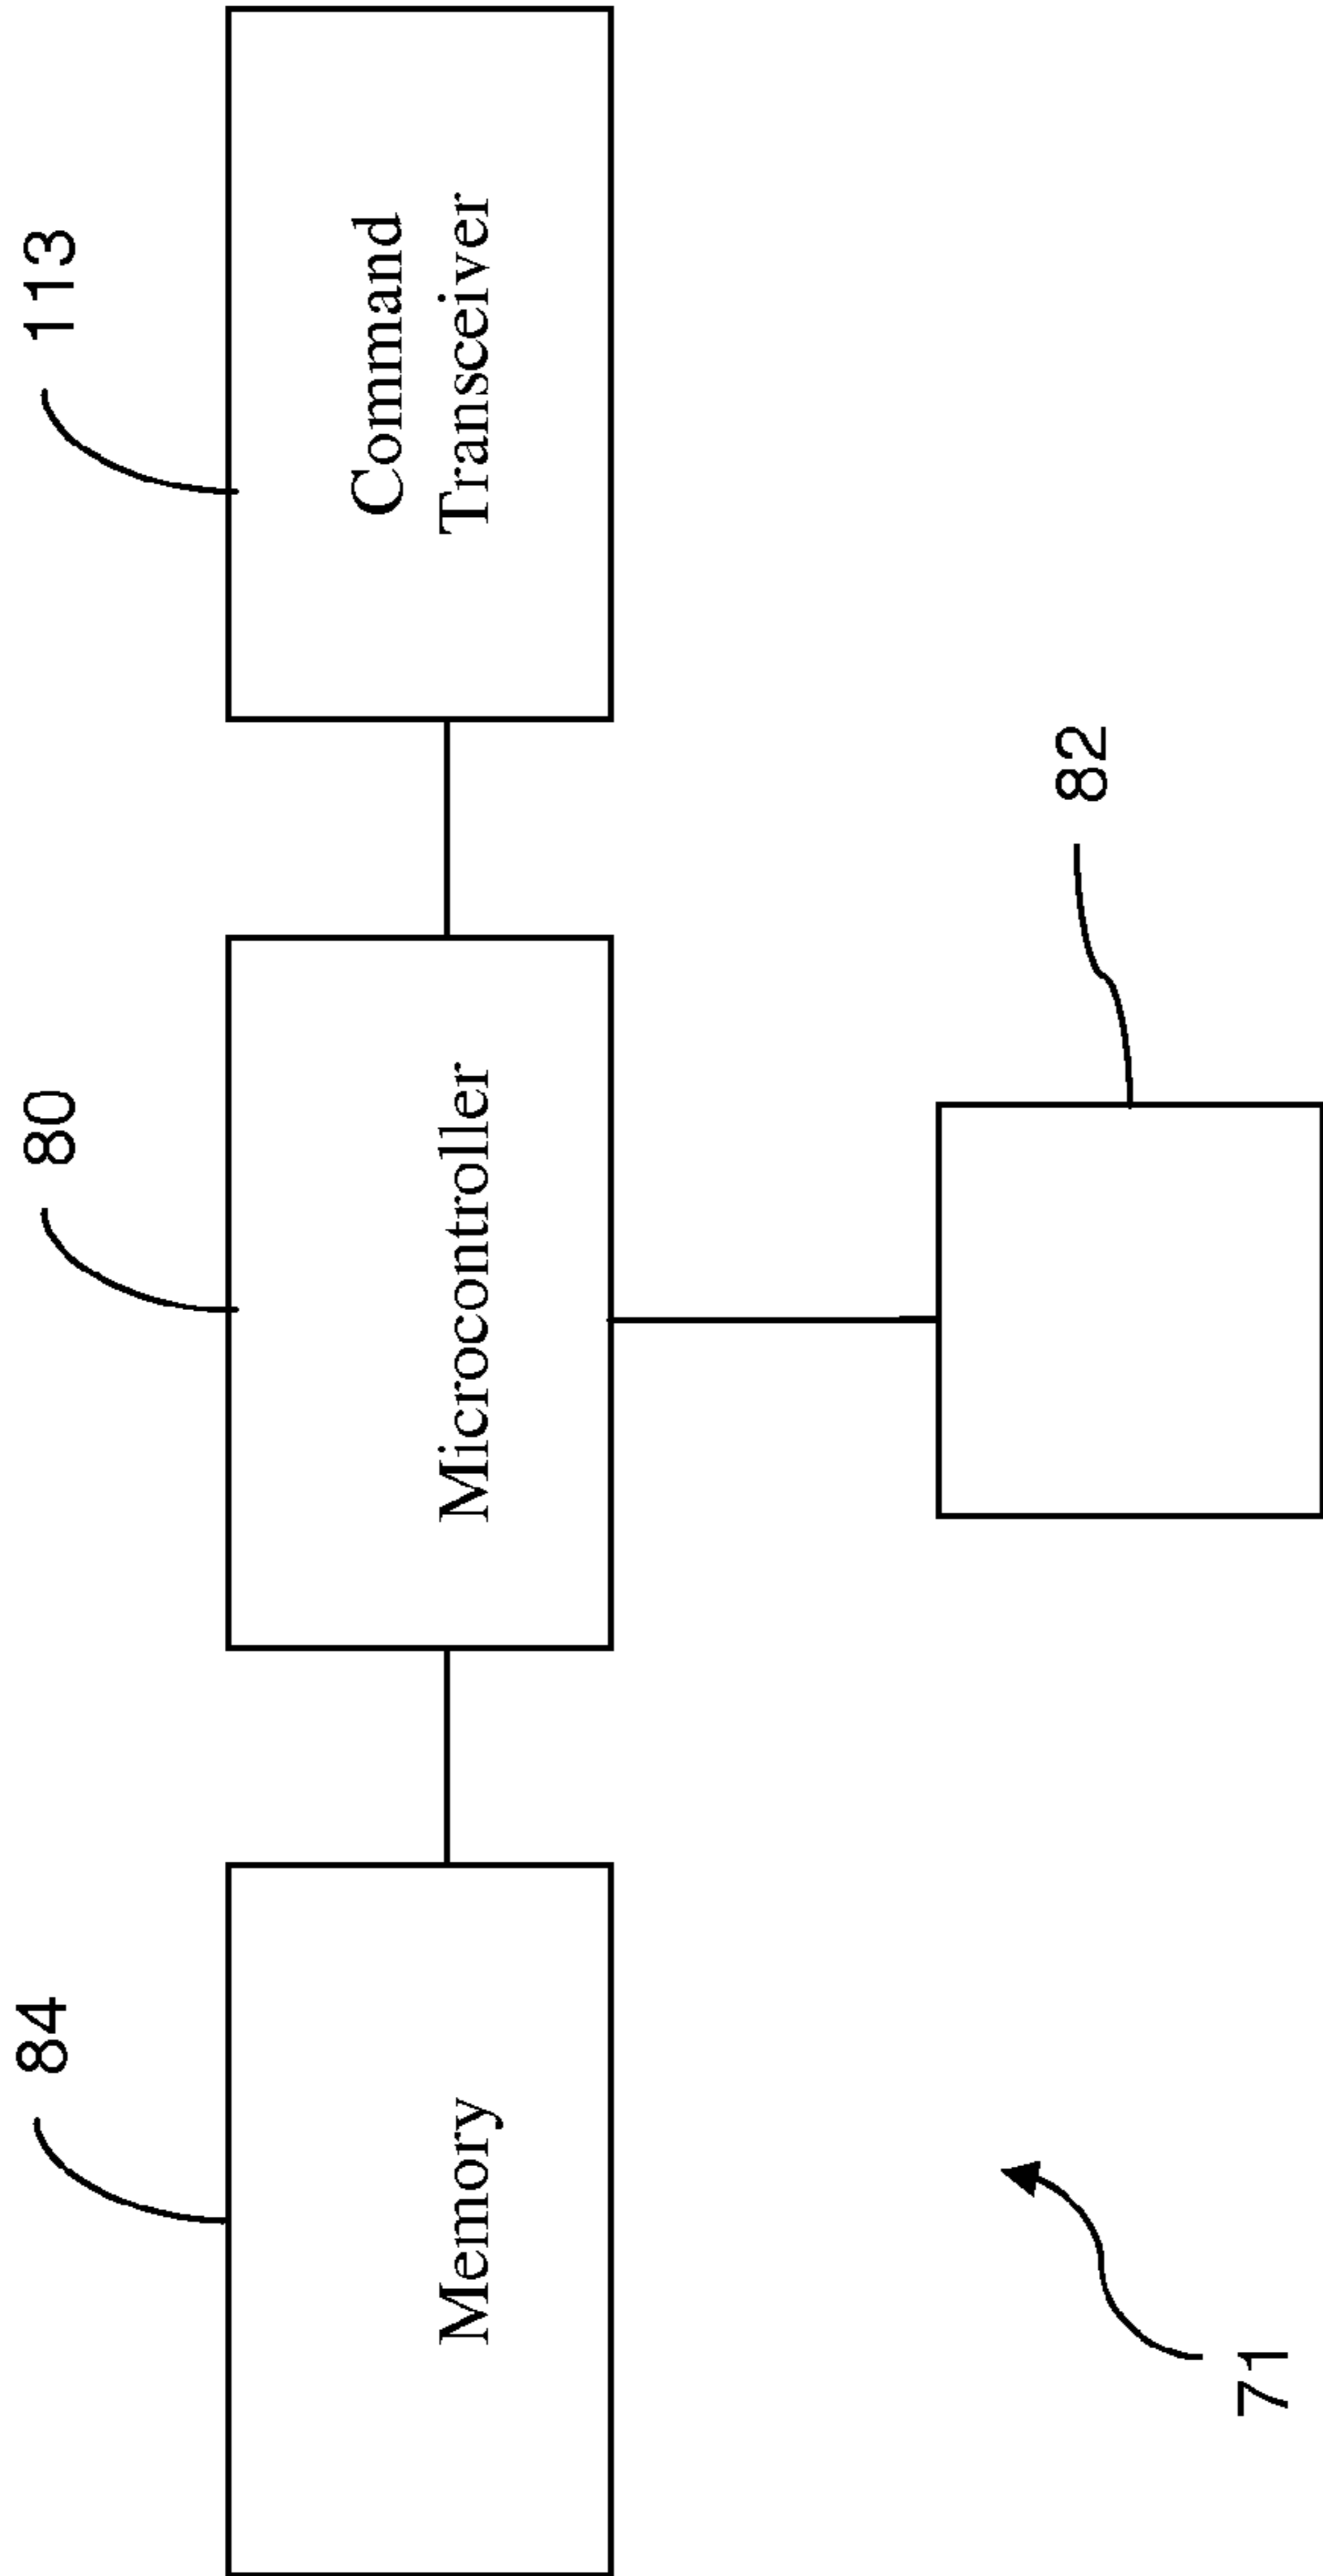 84
80
113
Memory
Microcontroller
Command
Transceiver
82
71